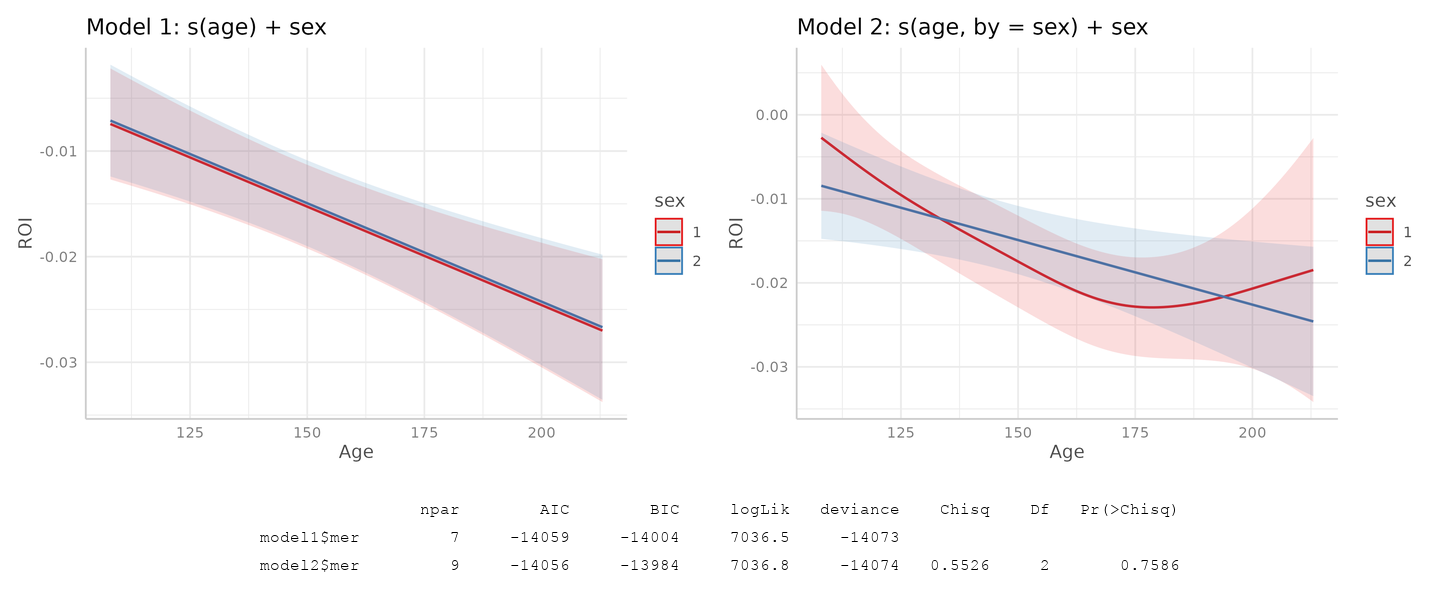 Model 1: s(age) + sex
-0.01
-0.02
-0.03
ROI
125 150 175 200
Age
sex
1
2
Model 2: s(age, by = sex) + sex
0.00
-0.01
-0.02
-0.03
ROI
125 150 175 200
Age
sex
1
2
npar AIC BIC logLik deviance Chisq Df Pr(>Chisq)
model1$mer 7 -14059 -14004 7036.5 -14073
model2$mer 9 -14056 -13984 7036.8 -14074 0.5526 2 0.7586